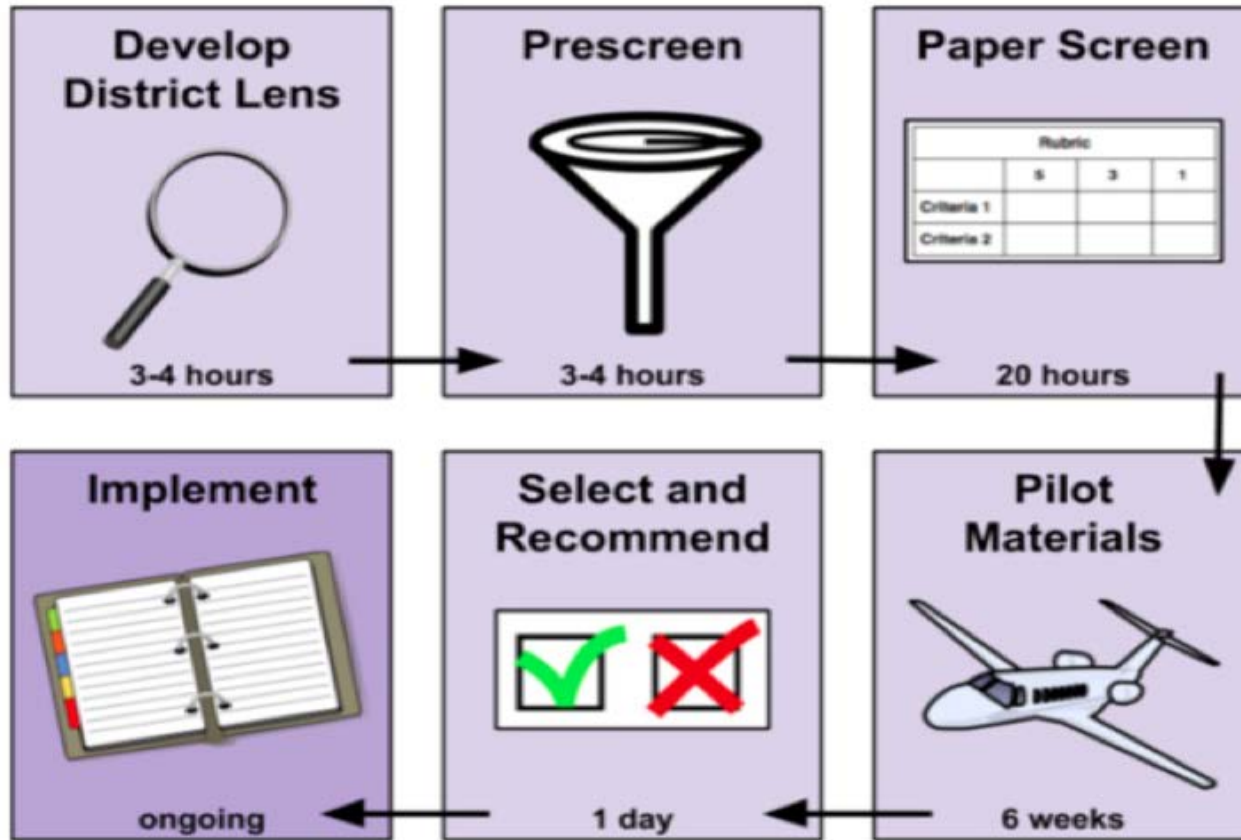 Develop
District Lens
3-4 hours
Prescreen
3-4 hours
Paper Screen
Rubric
5 3 1
Criteria 1
Criteria 2
20 hours
Pilot
Materials
6 weeks
Select and
Recommend
1 day
Implement
ongoing